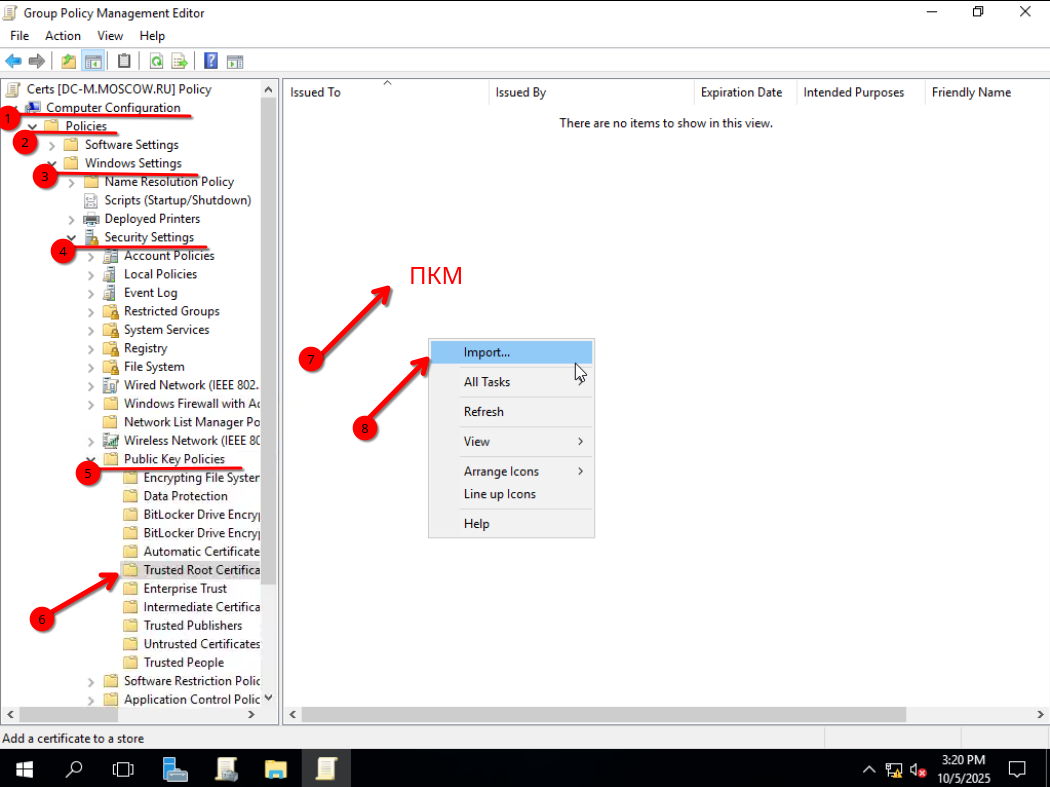 Group Policy Management Editor
File Action View Help
Certs [DC-M.MOSCOW.RU] Policy
1
Computer Configuration
2
Policies
Software Settings
3
Windows Settings
Name Resolution Policy
Scripts (Startup/Shutdown)
Deployed Printers
4
Security Settings
Account Policies
Local Policies
Event Log
Restricted Groups
System Services
Registry
File System
Wired Network (IEEE 802.
Windows Firewall with Ad
Network List Manager Po
Wireless Network (IEEE 80
5
Public Key Policies
Encrypting File System
Data Protection
BitLocker Drive Encryp
BitLocker Drive Encryp
Automatic Certificate
6
Trusted Root Certifica
Enterprise Trust
Intermediate Certifica
Trusted Publishers
Untrusted Certificates
Trusted People
Software Restriction Polic
Application Control Polic
Issued To Issued By Expiration Date Intended Purposes Friendly Name
There are no items to show in this view.
7
ПКМ
8
Import...
All Tasks
Refresh
View
Arrange Icons
Line up Icons
Help
Add a certificate to a store
3:20 PM
10/5/2025